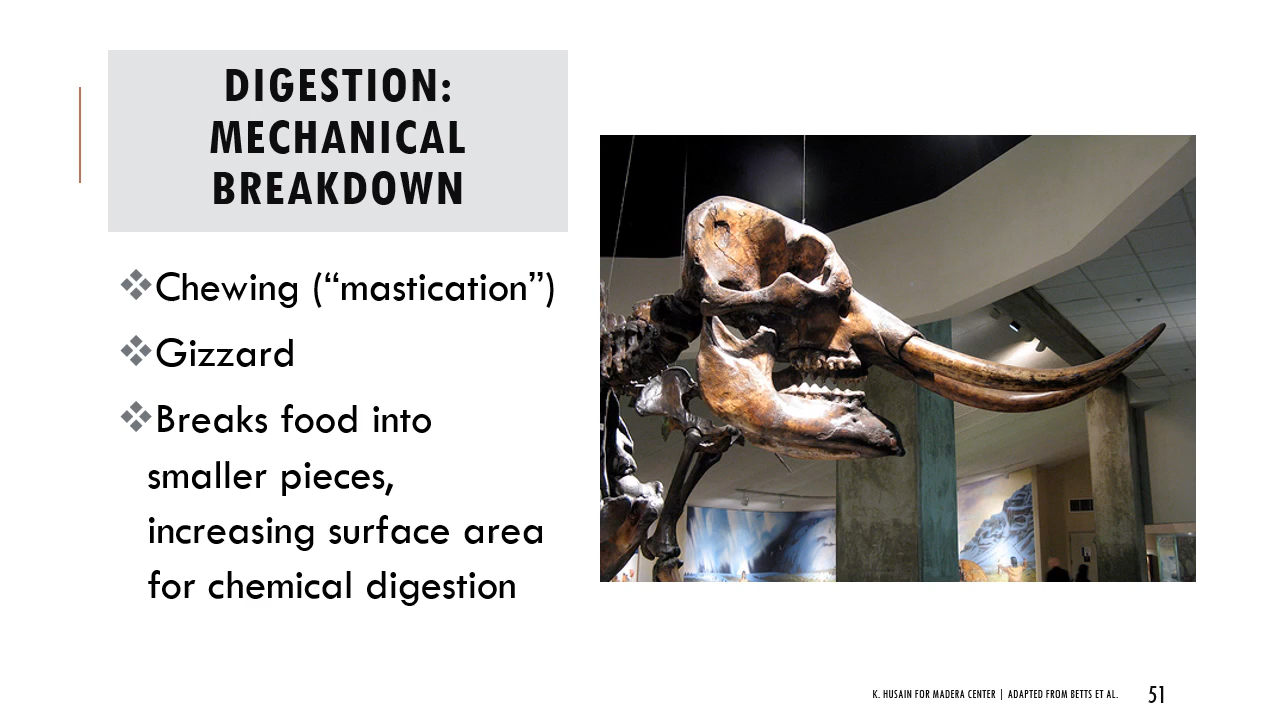 DIGESTION:
MECHANICAL
BREAKDOWN
❖Chewing (“mastication”)
❖Gizzard
❖Breaks food into
smaller pieces,
increasing surface area
for chemical digestion
K. HUSAIN FOR MADERA CENTER | ADAPTED FROM BETTS ET AL.
51